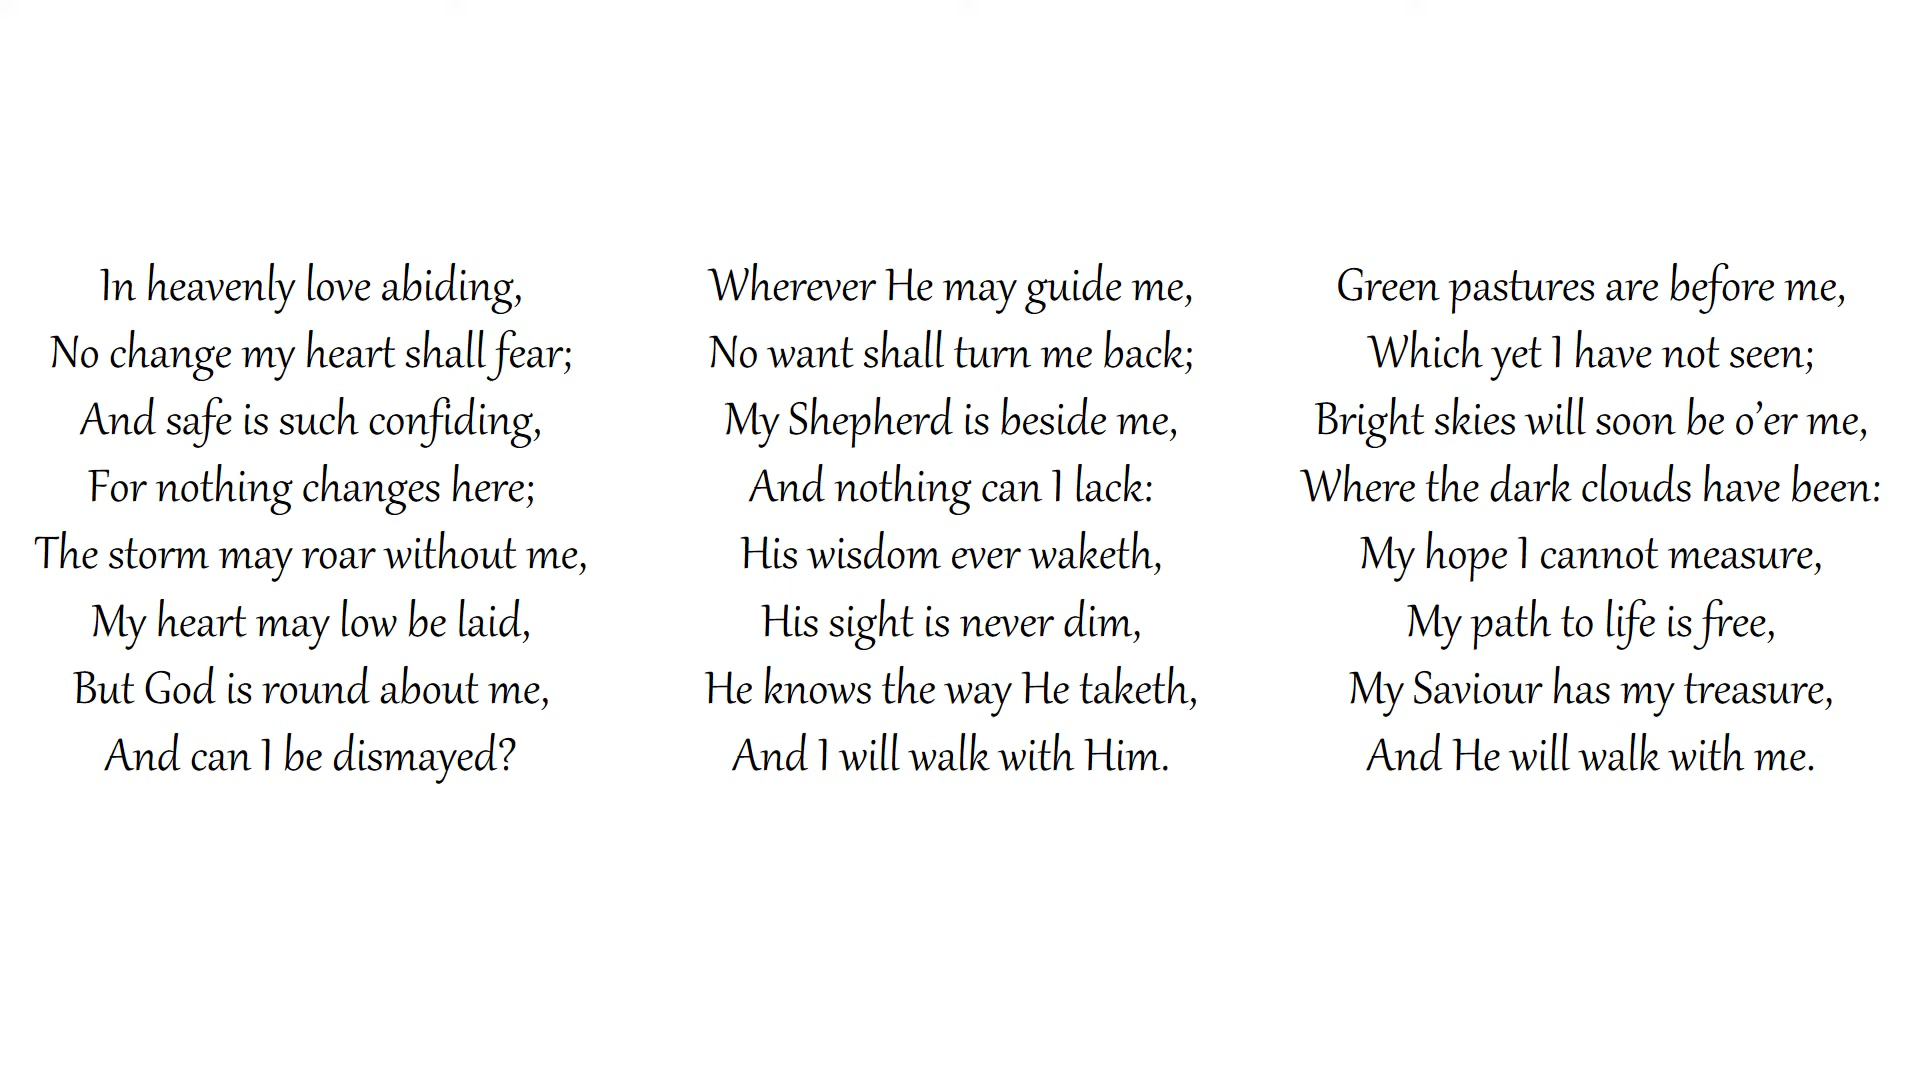 In heavenly love abiding,
No change my heart shall fear;
And safe is such confiding,
For nothing changes here;
The storm may roar without me,
My heart may low be laid,
But God is round about me,
And can I be dismayed?
Wherever He may guide me,
No want shall turn me back;
My Shepherd is beside me,
And nothing can I lack:
His wisdom ever waketh,
His sight is never dim,
He knows the way He taketh,
And I will walk with Him.
Green pastures are before me,
Which yet I have not seen;
Bright skies will soon be o’er me,
Where the dark clouds have been:
My hope I cannot measure,
My path to life is free,
My Saviour has my treasure,
And He will walk with me.